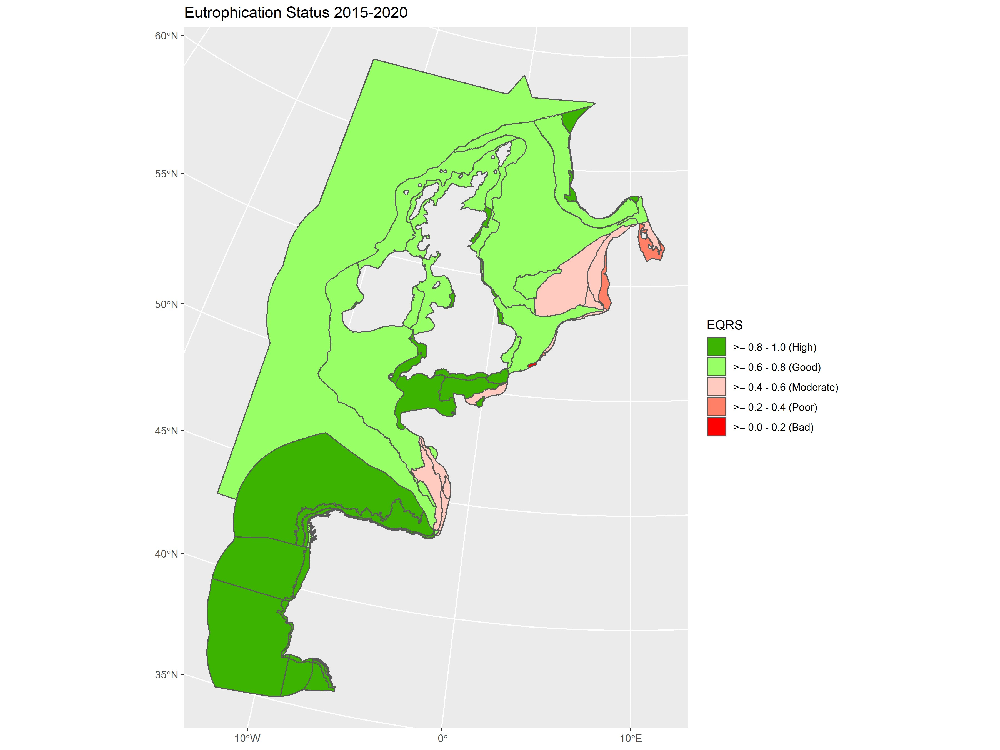 Eutrophication Status 2015-2020
60°N
55°N
50°N
45°N
40°N
35°N
10°W
0°
10°E
EQRS
>= 0.8 - 1.0 (High)
>= 0.6 - 0.8 (Good)
>= 0.4 - 0.6 (Moderate)
>= 0.2 - 0.4 (Poor)
>= 0.0 - 0.2 (Bad)